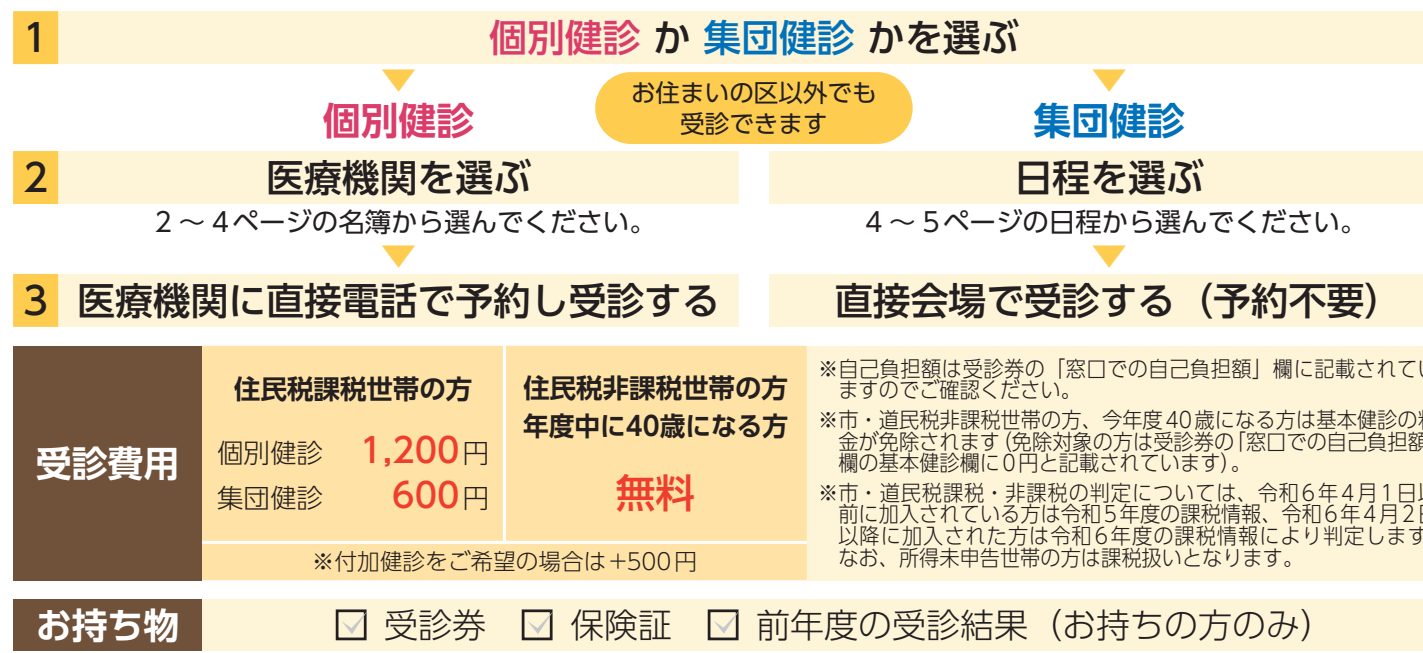 1 個別健診 か 集団健診 かを選ぶ
お住まいの区以外でも
受診できます
個別健診
集団健診
2 医療機関を選ぶ
2～4ページの名簿から選んでください。
日程を選ぶ
4～5ページの日程から選んでください。
3 医療機関に直接電話で予約し受診する
直接会場で受診する（予約不要）
受診費用
住民税課税世帯の方
個別健診 1,200円
集団健診 600円
住民税非課税世帯の方
年度中に40歳になる方
無料
※付加健診をご希望の場合は+500円
※自己負担額は受診券の「窓口での自己負担額」欄に記載されてい
ますのでご確認ください。
※市・道民税非課税世帯の方、今年度40歳になる方は基本健診の料
金が免除されます(免除対象の方は受診券の「窓口での自己負担額
欄の基本健診欄に0円と記載されています)。
※市・道民税課税・非課税の判定については、令和6年4月1日以
前に加入されている方は令和5年度の課税情報、令和6年4月2日
以降に加入された方は令和6年度の課税情報により判定します
なお、所得未申告世帯の方は課税扱いとなります。
お持ち物
受診券 保険証 前年度の受診結果（お持ちの方のみ）